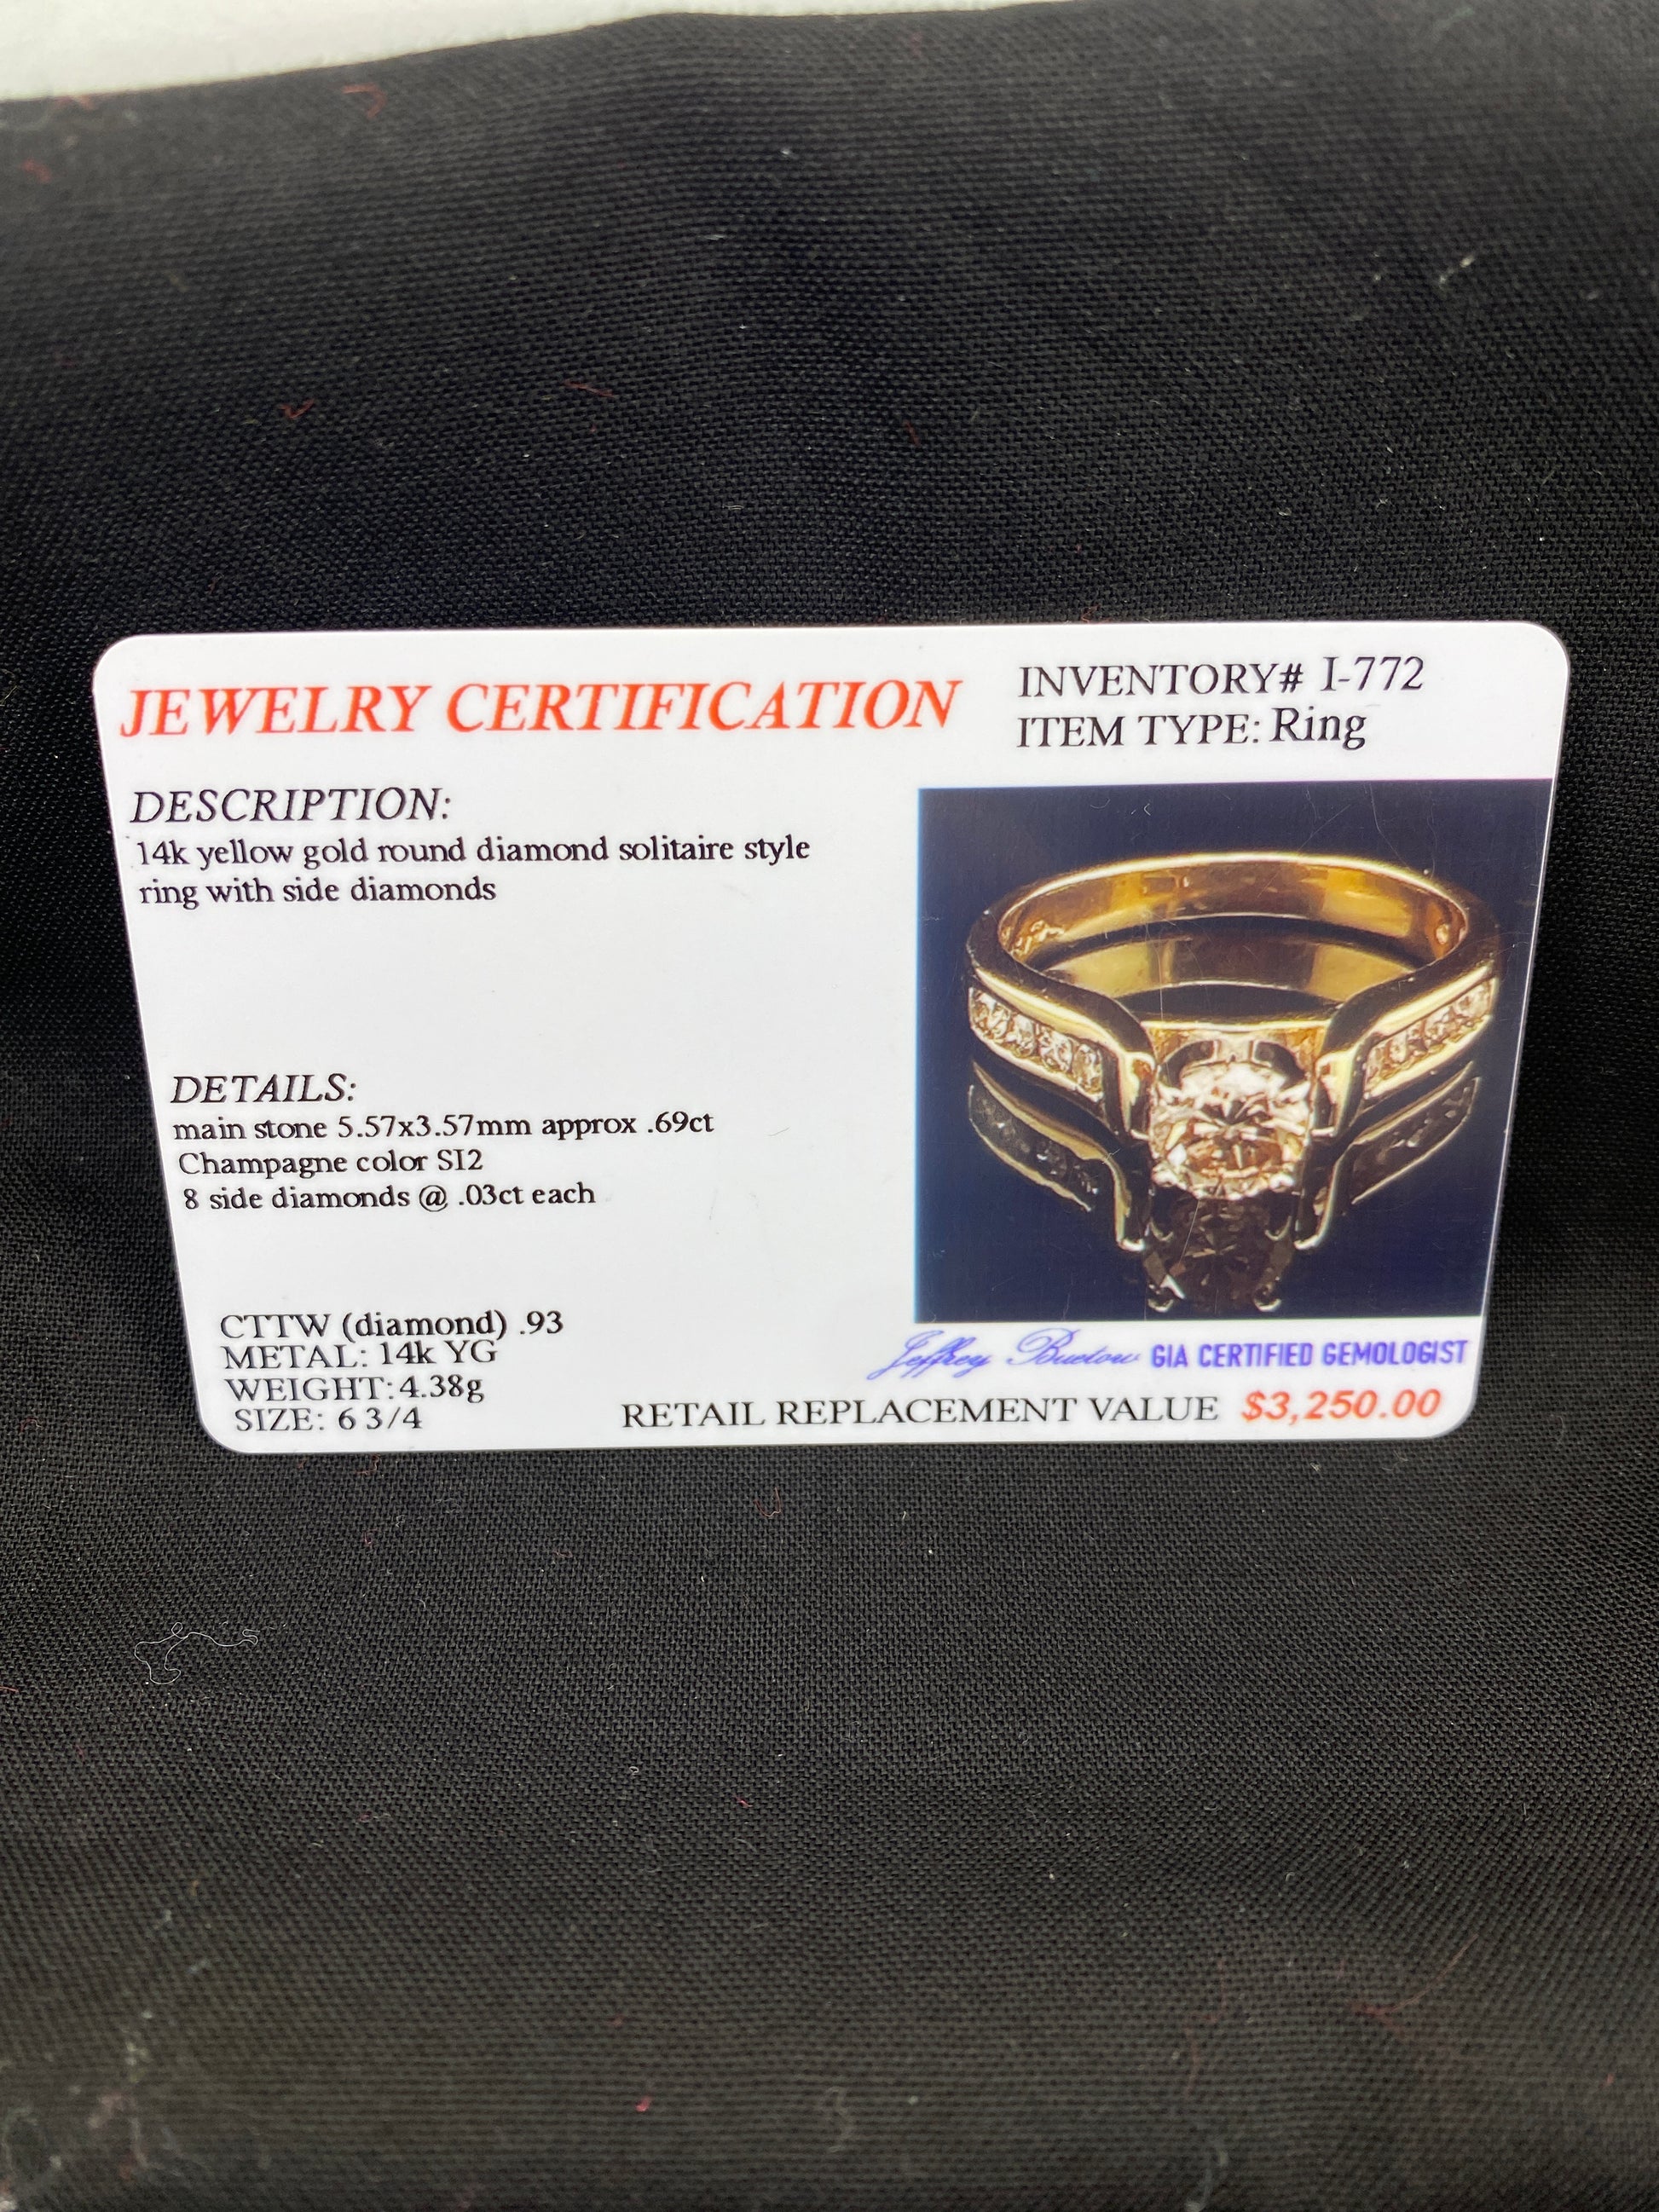 JEWELRY CERTIFICATION
INVENTORY# I-772
ITEM TYPE: Ring
DESCRIPTION:
14k yellow gold round diamond solitaire style
ring with side diamonds
DETAILS:
main stone 5.57x3.57mm approx .69ct
Champagne color SI2
8 side diamonds @ .03ct each
CTTW (diamond) .93
METAL: 14k YG
WEIGHT: 4.38g
SIZE: 6 3/4
Jeffrey Buetow GIA CERTIFIED GEMOLOGIST
RETAIL REPLACEMENT VALUE $3,250.00